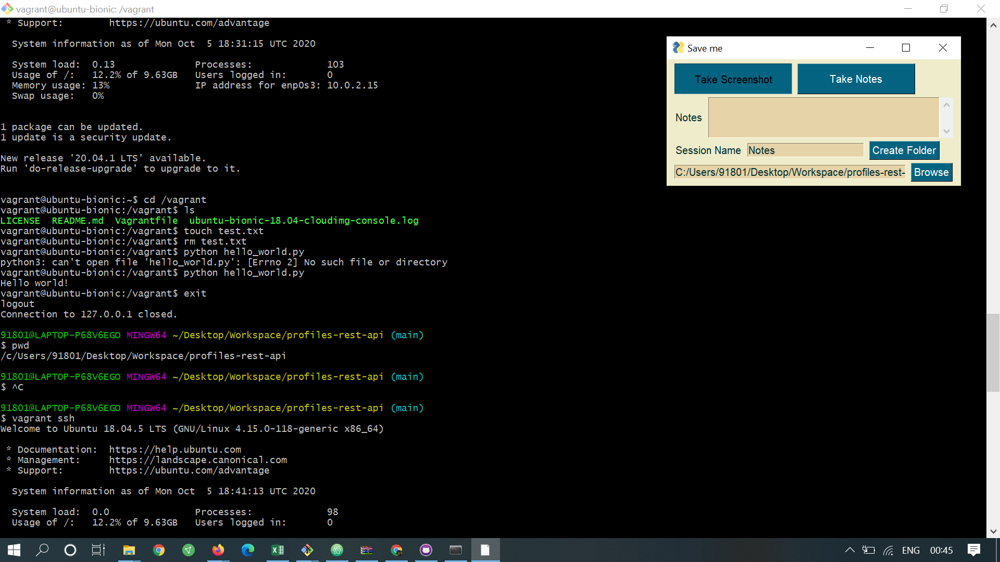 vagrant@ubuntu-bionic: /vagrant
* Support:        https://ubuntu.com/advantage
System information as of Mon Oct  5 18:31:15 UTC 2020
System load:  0.13              Processes:             103
Usage of /:   12.2% of 9.63GB   Users logged in:       0
Memory usage: 13%               IP address for enp0s3: 10.0.2.15
Swap usage:   0%
1 package can be updated.
1 update is a security update.
New release '20.04.1 LTS' available.
Run 'do-release-upgrade' to upgrade to it.
vagrant@ubuntu-bionic:~$ cd /vagrant
vagrant@ubuntu-bionic:/vagrant$ ls
LICENSE  README.md  Vagrantfile  ubuntu-bionic-18.04-cloudimg-console.log
vagrant@ubuntu-bionic:/vagrant$ touch test.txt
vagrant@ubuntu-bionic:/vagrant$ rm test.txt
vagrant@ubuntu-bionic:/vagrant$ python hello_world.py
python3: can't open file 'hello_world.py': [Errno 2] No such file or directory
vagrant@ubuntu-bionic:/vagrant$ python hello_world.py
Hello world!
vagrant@ubuntu-bionic:/vagrant$ exit
logout
Connection to 127.0.0.1 closed.
91801@LAPTOP-P68V6EGO MINGW64 ~/Desktop/Workspace/profiles-rest-api (main)
$ pwd
/c/Users/91801/Desktop/Workspace/profiles-rest-api
91801@LAPTOP-P68V6EGO MINGW64 ~/Desktop/Workspace/profiles-rest-api (main)
$ ^C
91801@LAPTOP-P68V6EGO MINGW64 ~/Desktop/Workspace/profiles-rest-api (main)
$ vagrant ssh
Welcome to Ubuntu 18.04.5 LTS (GNU/Linux 4.15.0-118-generic x86_64)
* Documentation:  https://help.ubuntu.com
* Management:     https://landscape.canonical.com
* Support:        https://ubuntu.com/advantage
System information as of Mon Oct  5 18:41:13 UTC 2020
System load:  0.0               Processes:             98
Usage of /:   12.2% of 9.63GB   Users logged in:       0
Save me
Take Screenshot  Take Notes
Notes
Session Name  Notes  Create Folder
C:/Users/91801/Desktop/Workspace/profiles-rest-  Browse
ENG  00:45